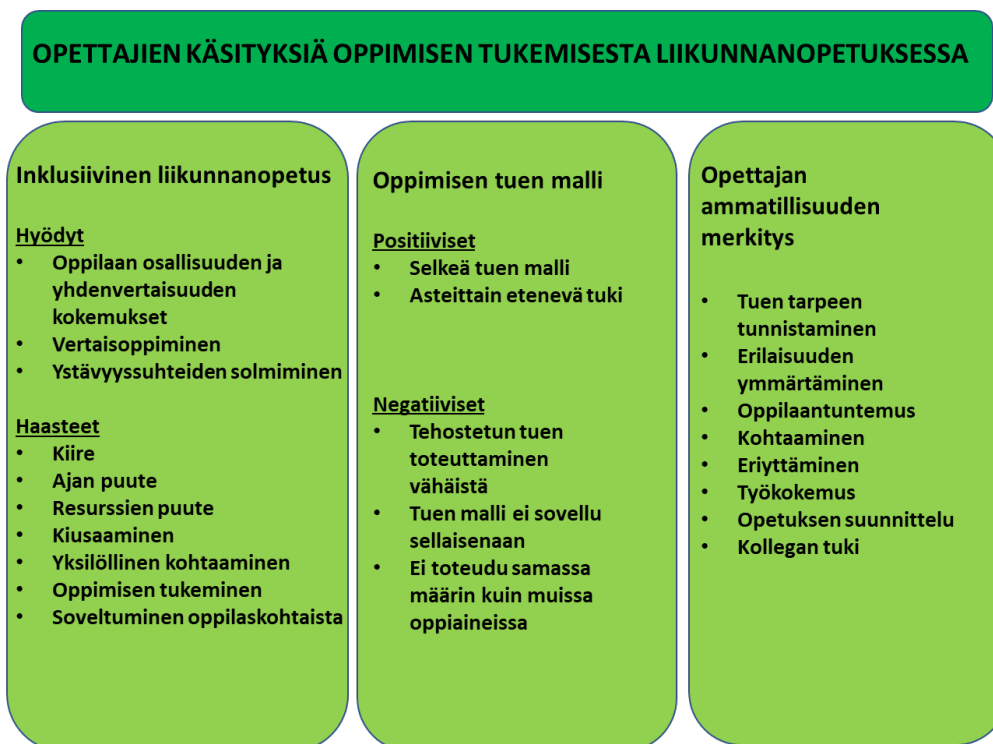 OPETTAJIEN KÄSITYKSIÄ OPPIMISEN TUKEMISESTA LIIKUNNANOPETUKSESSA
Inklusiivinen liikunnanopetus
Hyödyt
• Oppilaan osallisuuden ja
yhdenvertaisuuden
kokemukset
• Vertaisoppiminen
• Ystävyyssuhteiden solmiminen
Haasteet
• Kiire
• Ajan puute
• Resurssien puute
• Kiusaaminen
• Yksilöllinen kohtaaminen
• Oppimisen tukeminen
• Soveltuminen oppilaskohtaista
Oppimisen tuen malli
Positiiviset
• Selkeä tuen malli
• Asteittain etenevä tuki
Negatiiviset
• Tehostetun tuen
toteuttaminen
vähäistä
• Tuen malli ei sovellu
sellaisenaan
• Ei toteudu samassa
määrin kuin muissa
oppiaineissa
Opettajan
ammatillisuuden
merkitys
• Tuen tarpeen
tunnistaminen
• Erilaisuuden
ymmärtäminen
• Oppilaantuntemus
• Kohtaaminen
• Eriyttäminen
• Työkokemus
• Opetuksen suunnittelu
• Kollegan tuki